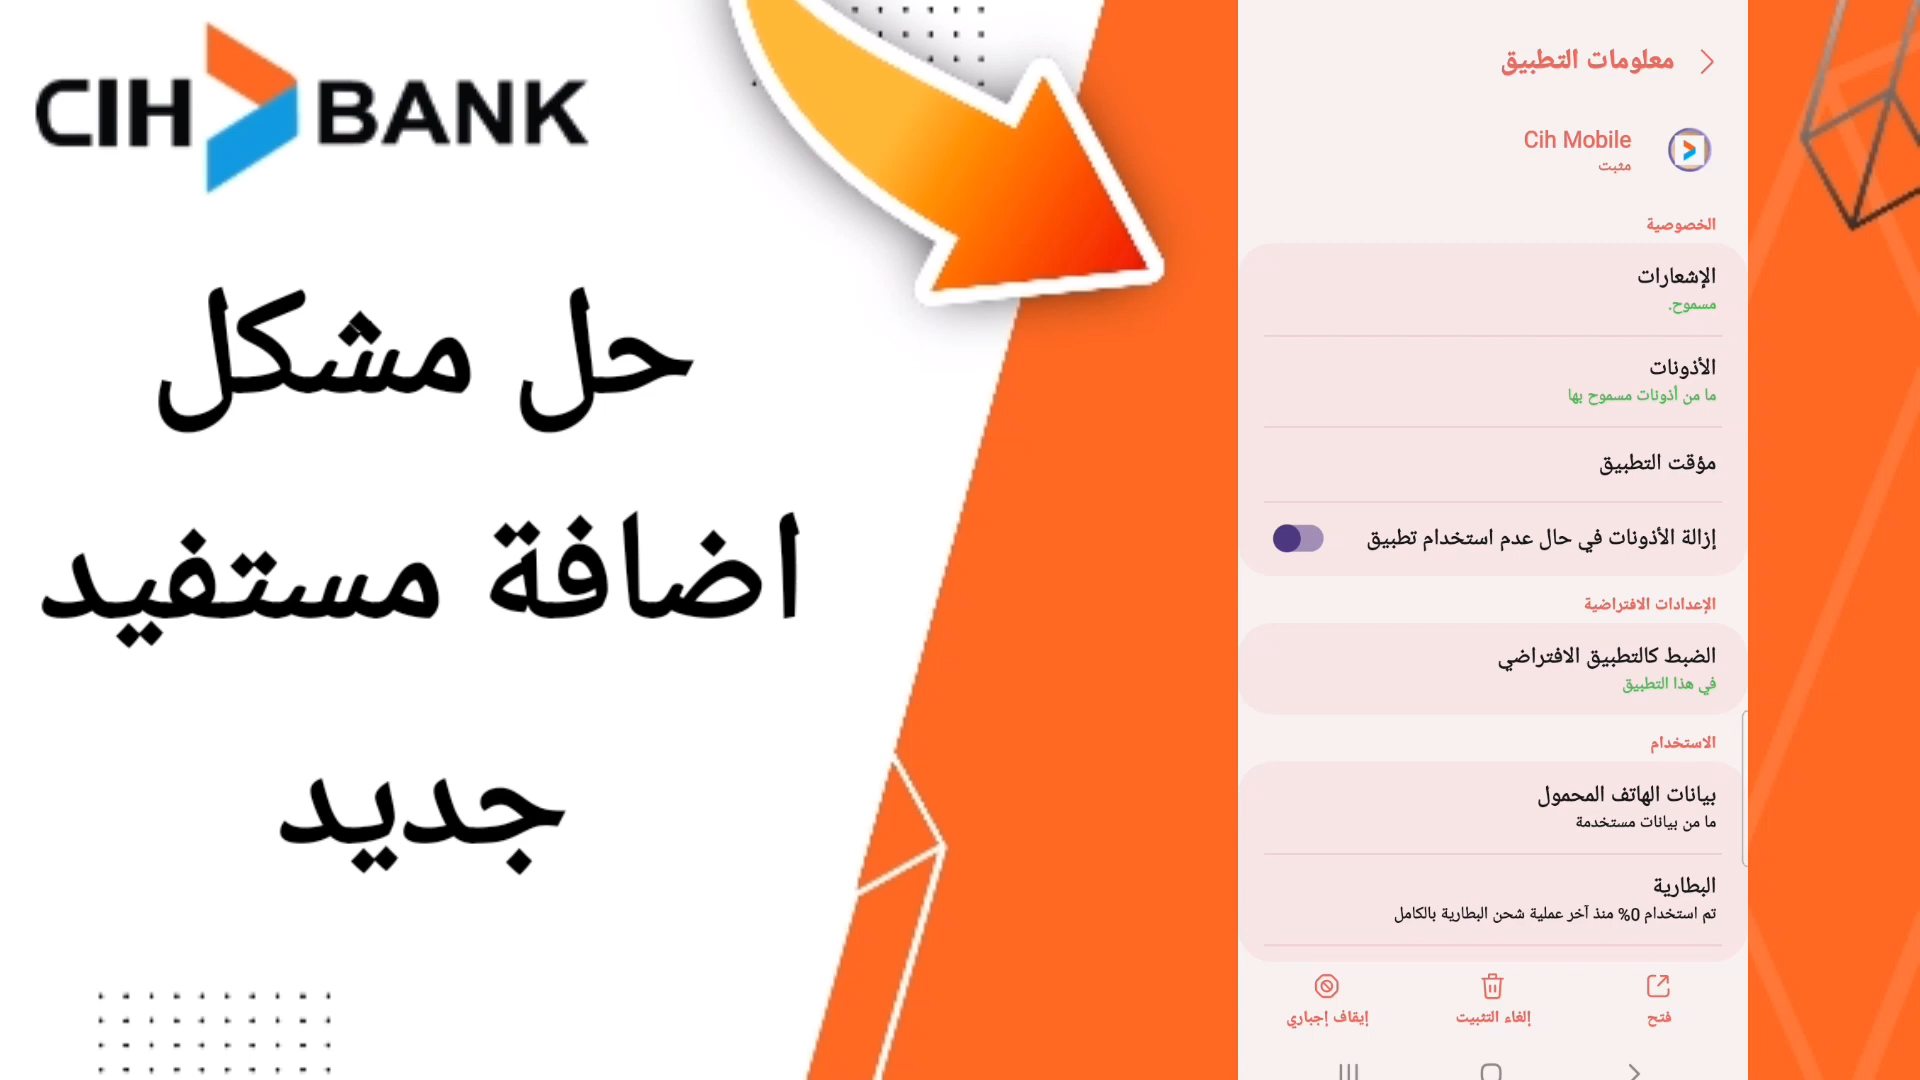 CIH BANK
حل مشكل
اضافة مستفيد
جديد
معلومات التطبيق
Cih Mobile
مثبت
الخصوصية
الإشعارات
مسموح.
الأذونات
ما من أذونات مسموح بها
مؤقت التطبيق
إزالة الأذونات في حال عدم استخدام تطبيق
الإعدادات الافتراضية
الضبط كالتطبيق الافتراضي
في هذا التطبيق
الاستخدام
بيانات الهاتف المحمول
ما من بيانات مستخدمة
البطارية
تم استخدام 0% منذ آخر عملية شحن البطارية بالكامل
فتح
إلغاء التثبيت
إيقاف إجباري